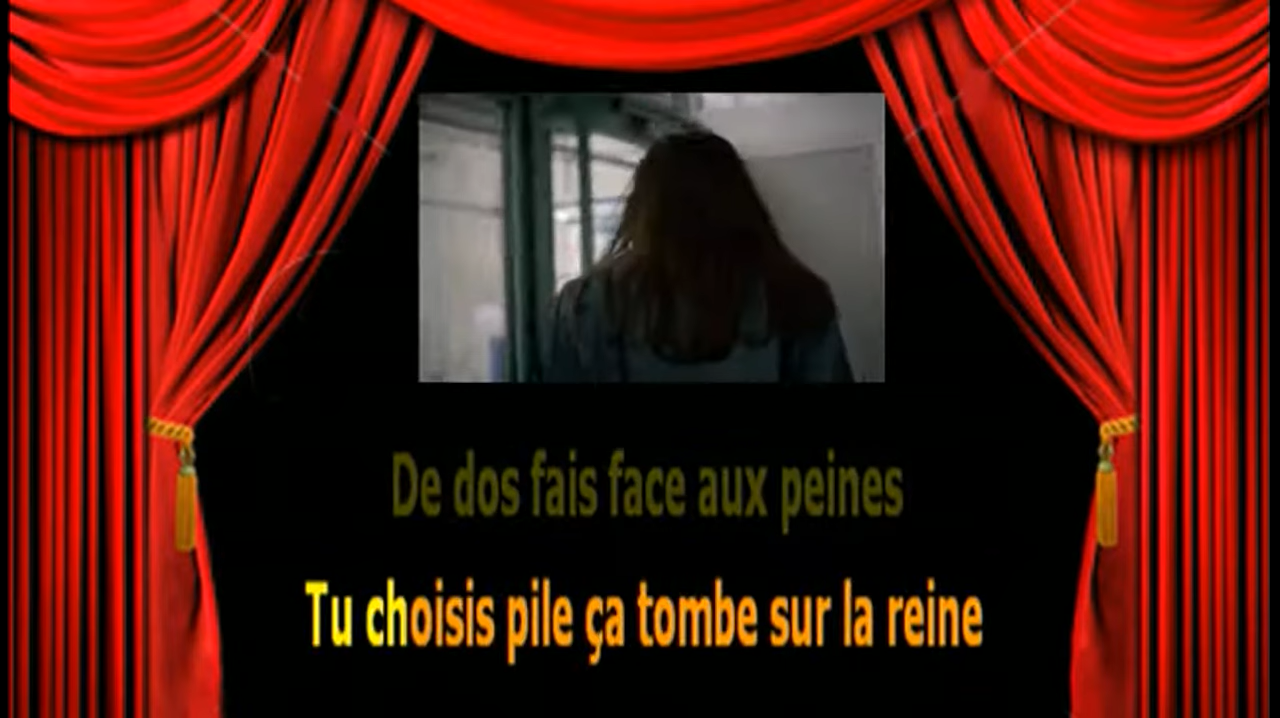 De dos fais face aux peines
Tu choisis pile ça tombe sur la reine